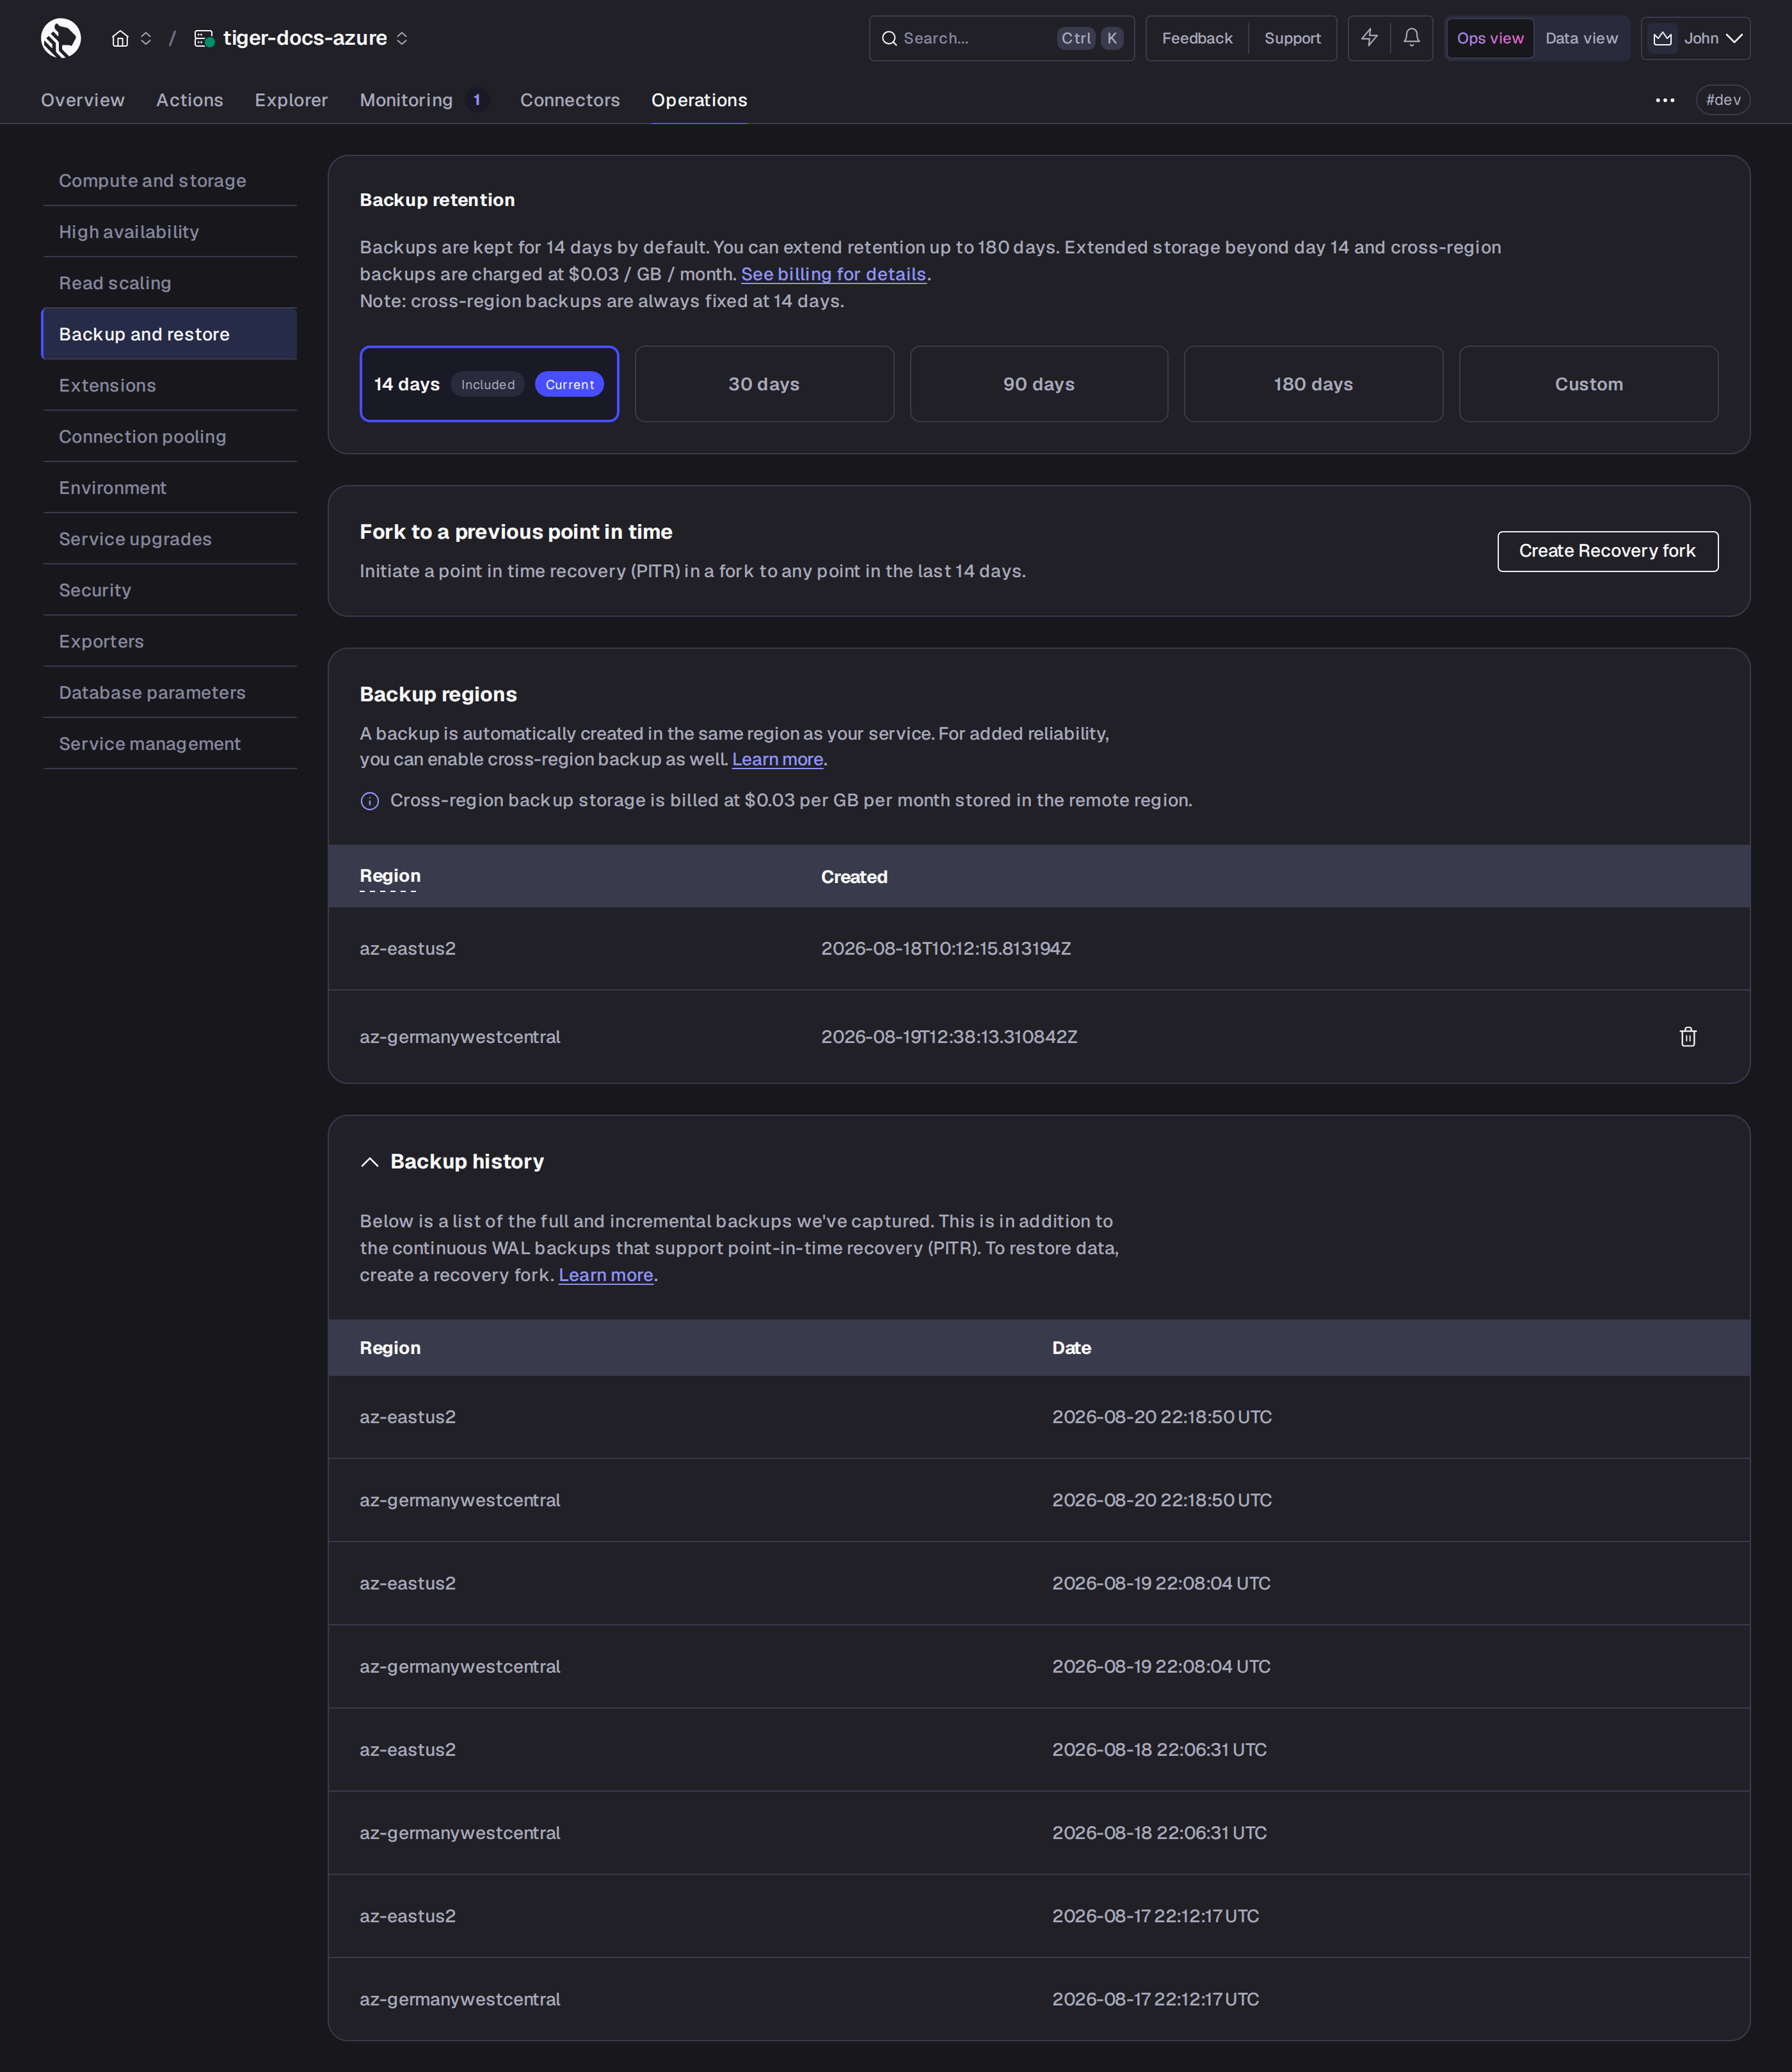 / tiger-docs-azure
Search... Ctrl K
Feedback Support
Ops view Data view
John
Overview Actions Explorer Monitoring 1 Connectors Operations
#dev
Compute and storage
High availability
Read scaling
Backup and restore
Extensions
Connection pooling
Environment
Service upgrades
Security
Exporters
Database parameters
Service management
Backup retention
Backups are kept for 14 days by default. You can extend retention up to 180 days. Extended storage beyond day 14 and cross-region
backups are charged at $0.03 / GB / month. See billing for details.
Note: cross-region backups are always fixed at 14 days.
14 days Included Current
30 days
90 days
180 days
Custom
Fork to a previous point in time
Initiate a point in time recovery (PITR) in a fork to any point in the last 14 days.
Create Recovery fork
Backup regions
A backup is automatically created in the same region as your service. For added reliability,
you can enable cross-region backup as well. Learn more.
Cross-region backup storage is billed at $0.03 per GB per month stored in the remote region.
Region Created
az-eastus2 2026-08-18T10:12:15.813194Z
az-germanywestcentral 2026-08-19T12:38:13.310842Z
Backup history
Below is a list of the full and incremental backups we've captured. This is in addition to
the continuous WAL backups that support point-in-time recovery (PITR). To restore data,
create a recovery fork. Learn more.
Region Date
az-eastus2 2026-08-20 22:18:50 UTC
az-germanywestcentral 2026-08-20 22:18:50 UTC
az-eastus2 2026-08-19 22:08:04 UTC
az-germanywestcentral 2026-08-19 22:08:04 UTC
az-eastus2 2026-08-18 22:06:31 UTC
az-germanywestcentral 2026-08-18 22:06:31 UTC
az-eastus2 2026-08-17 22:12:17 UTC
az-germanywestcentral 2026-08-17 22:12:17 UTC